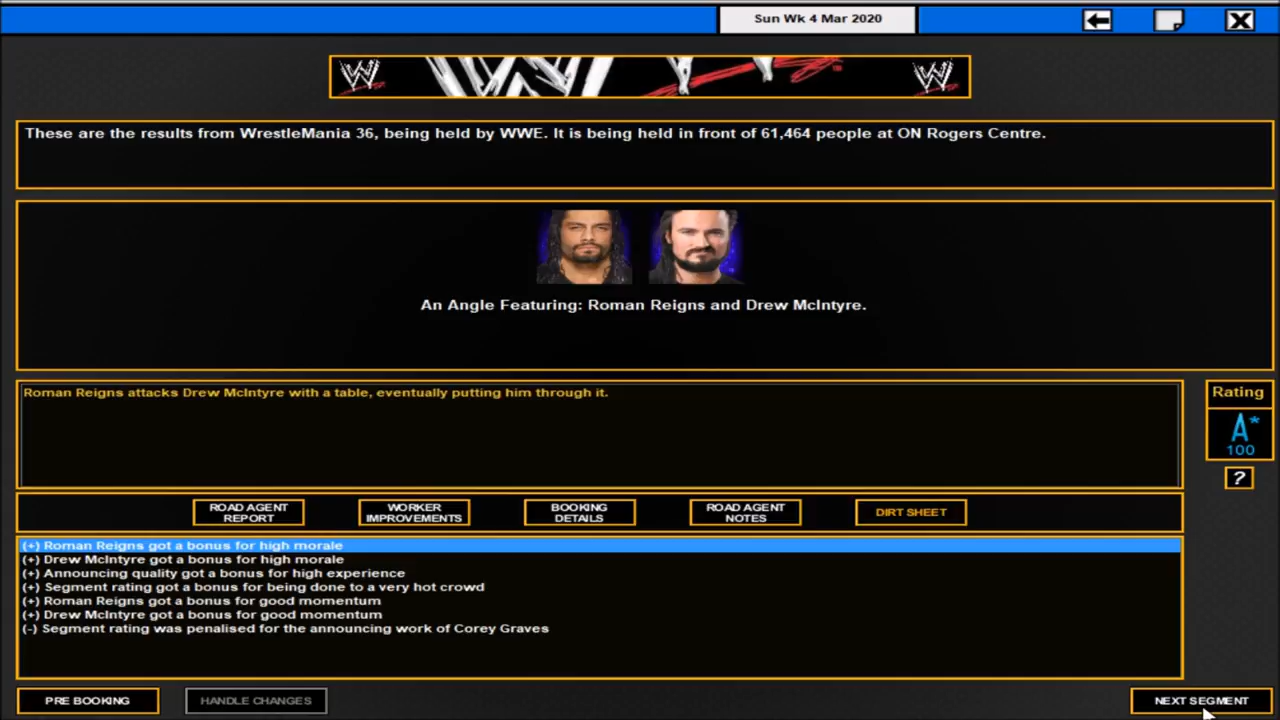 Sun Wk 4 Mar 2020
These are the results from WrestleMania 36, being held by WWE. It is being held in front of 61,464 people at ON Rogers Centre.
An Angle Featuring: Roman Reigns and Drew McIntyre.
Roman Reigns attacks Drew McIntyre with a table, eventually putting him through it.
Rating
A*
100
?
ROAD AGENT REPORT
WORKER IMPROVEMENTS
BOOKING DETAILS
ROAD AGENT NOTES
DIRT SHEET
(+) Roman Reigns got a bonus for high morale
(+) Drew McIntyre got a bonus for high morale
(+) Announcing quality got a bonus for high experience
(+) Segment rating got a bonus for being done to a very hot crowd
(+) Roman Reigns got a bonus for good momentum
(+) Drew McIntyre got a bonus for good momentum
(-) Segment rating was penalised for the announcing work of Corey Graves
PRE BOOKING
HANDLE CHANGES
NEXT SEGMENT